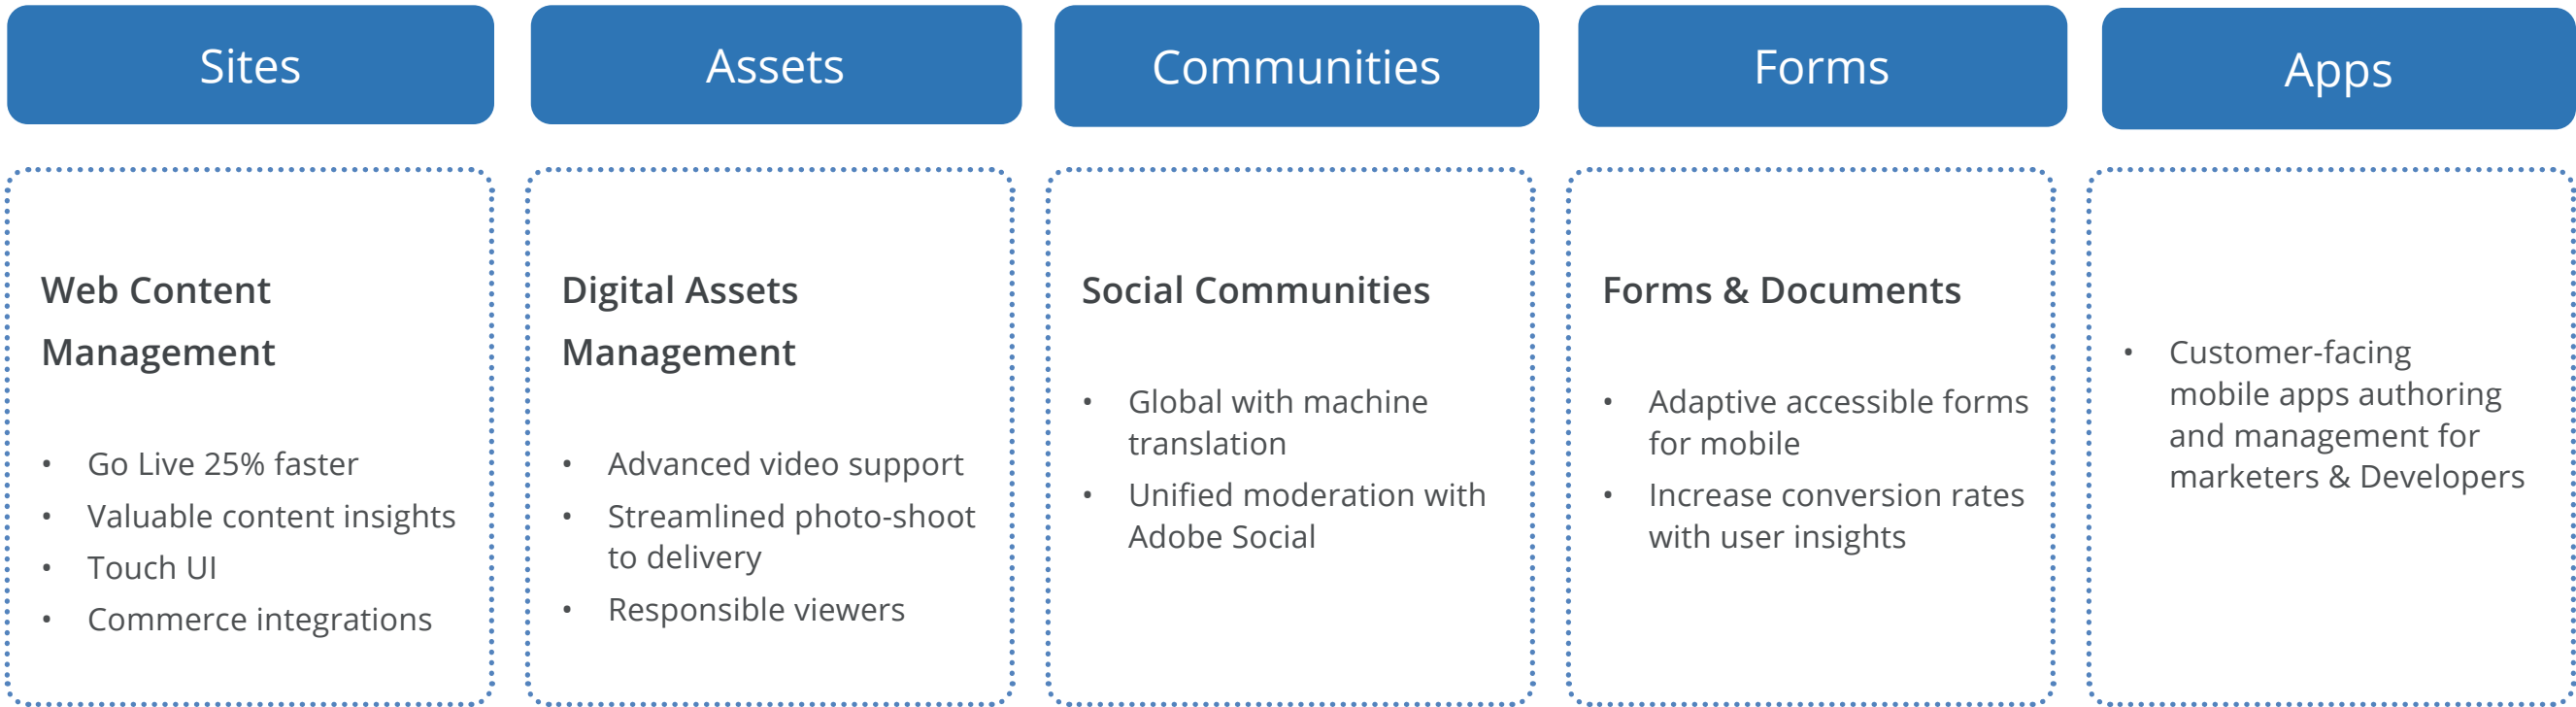 Sites
Web Content
Management
• Go Live 25% faster
• Valuable content insights
• Touch UI
• Commerce integrations
Assets
Digital Assets
Management
• Advanced video support
• Streamlined photo-shoot
to delivery
• Responsible viewers
Communities
Social Communities
• Global with machine
translation
• Unified moderation with
Adobe Social
Forms
Forms & Documents
• Adaptive accessible forms
for mobile
• Increase conversion rates
with user insights
Apps
• Customer-facing
mobile apps authoring
and management for
marketers & Developers